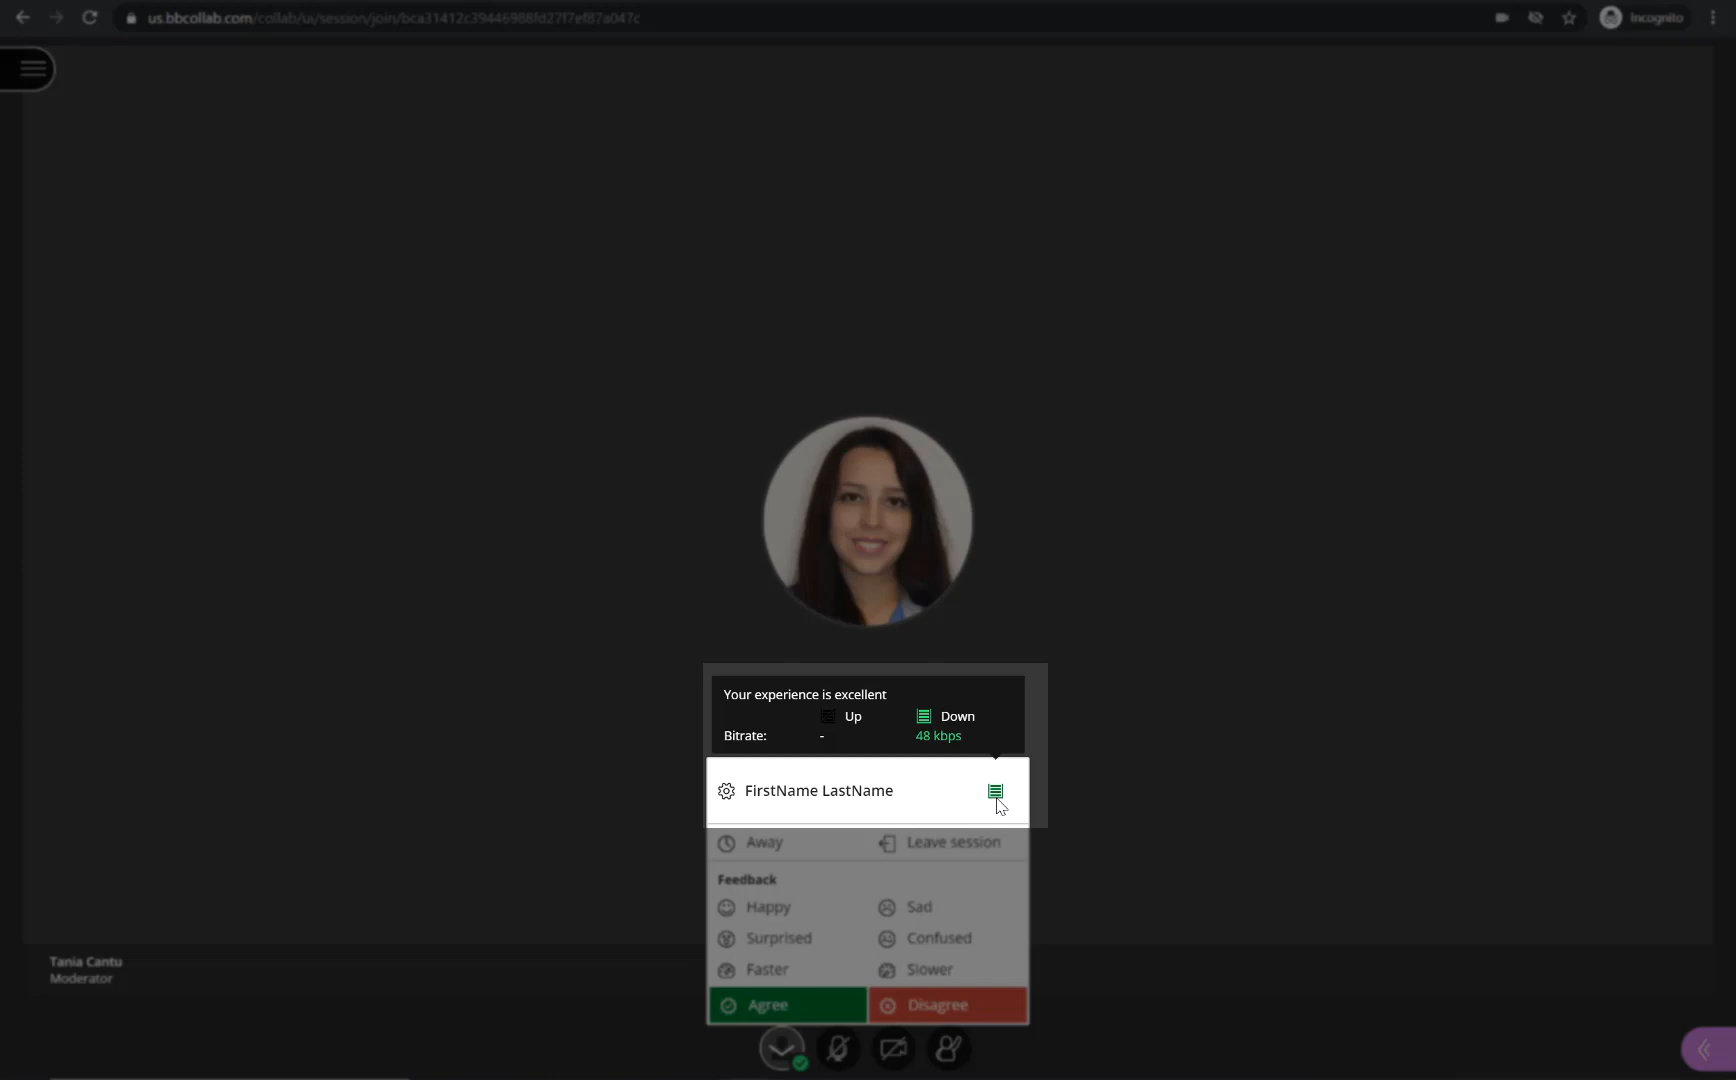 us.bbcollab.com/collab/ui/session/join/bca31412c39446988fd27f7ef87a047c
Incognito
Your experience is excellent
Up Down
Bitrate: - 48 kbps
FirstName LastName
Away Leave session
Feedback
Happy Sad
Surprised Confused
Faster Slower
Agree Disagree
Tania Cantu
Moderator